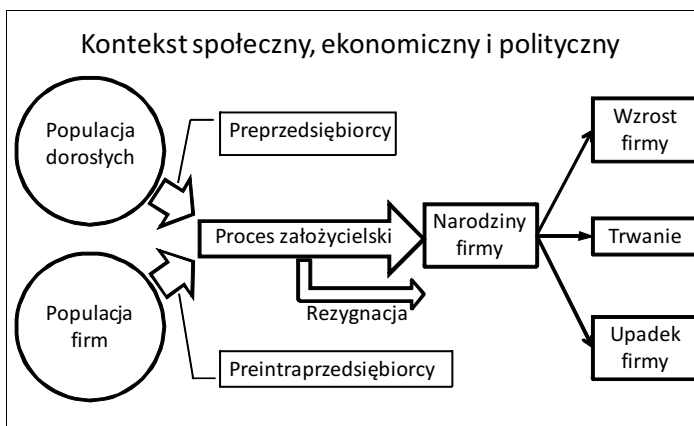 Kontekst społeczny, ekonomiczny i polityczny
Populacja
dorosłych
Preprzedsiębiorcy
Wzrost
firmy
Proces założycielski
Narodziny
firmy
Trwanie
Rezygnacja
Populacja
firm
Preintraprzedsiębiorcy
Upadek
firmy